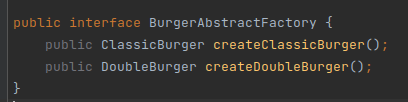 public interface BurgerAbstractFactory {
    public ClassicBurger createClassicBurger();
    public DoubleBurger createDoubleBurger();
}